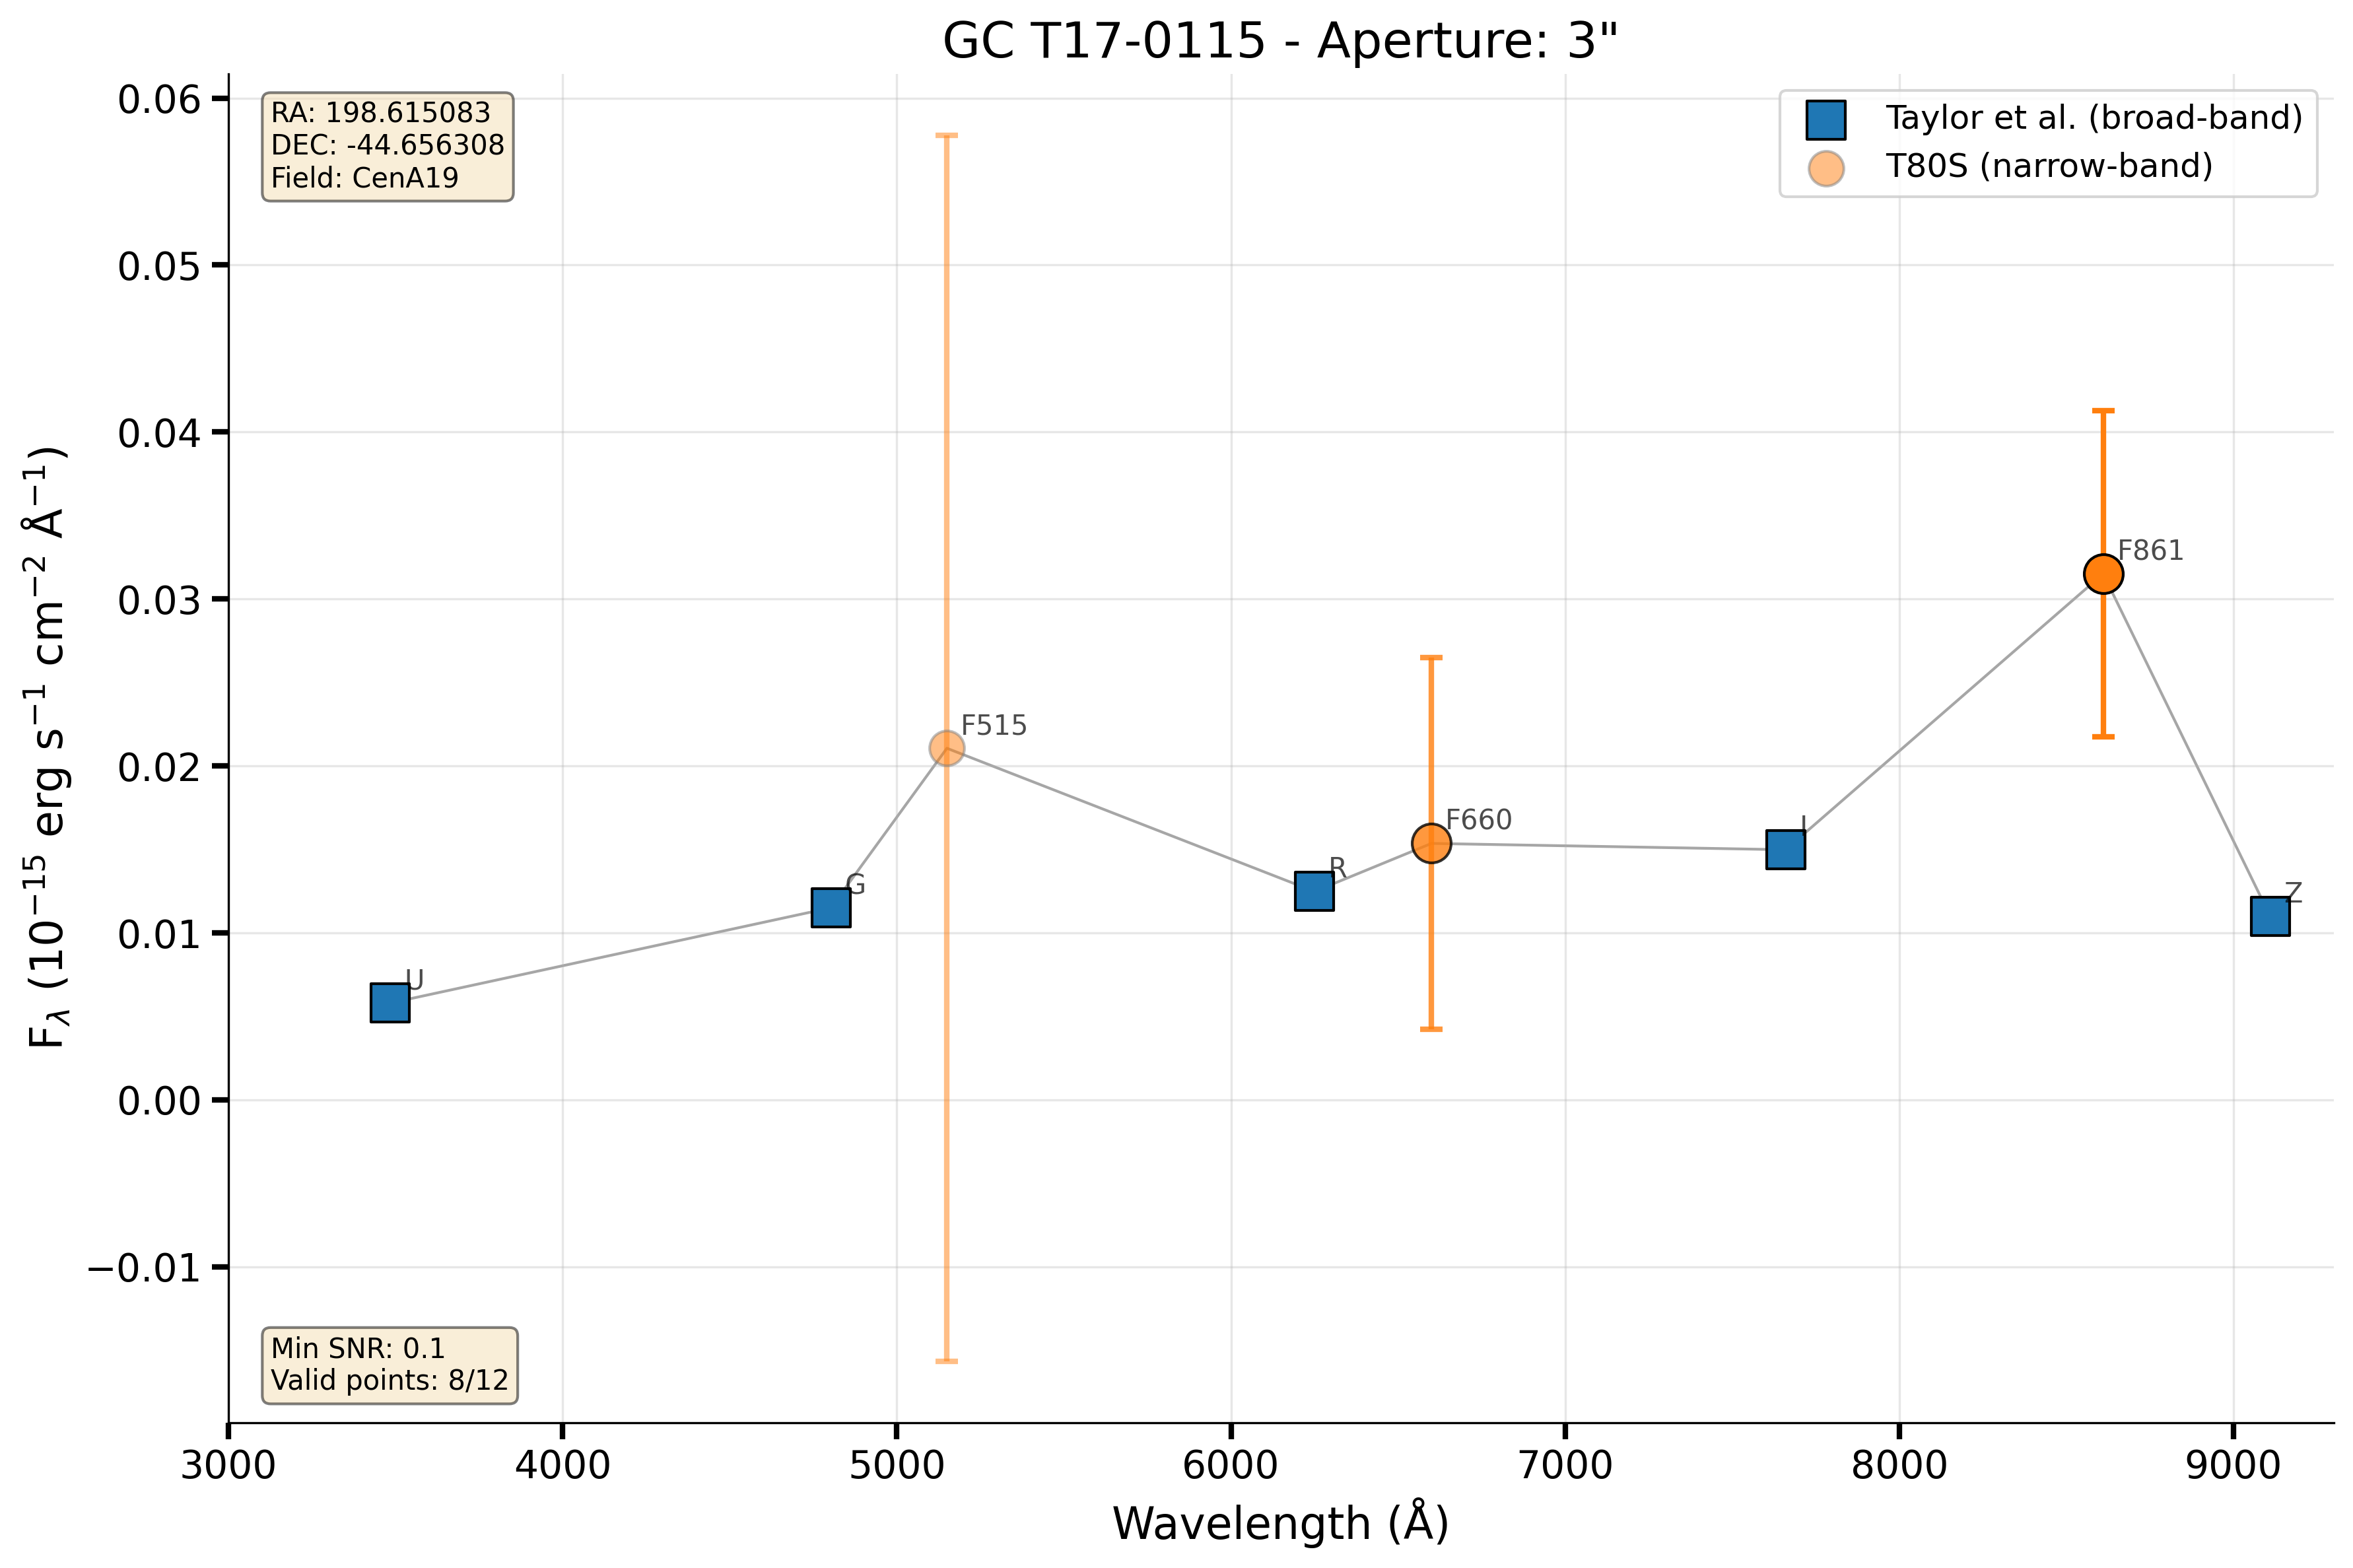 GC T17-0115 - Aperture: 3"
RA: 198.615083
DEC: -44.656308
Field: CenA19
Taylor et al. (broad-band)
T80S (narrow-band)
0.06
0.05
0.04
0.03
0.02
0.01
0.00
−0.01
F_λ (10⁻¹⁵ erg s⁻¹ cm⁻² Å⁻¹)
U
G
F515
R
F660
I
F861
Z
Min SNR: 0.1
Valid points: 8/12
3000 4000 5000 6000 7000 8000 9000
Wavelength (Å)